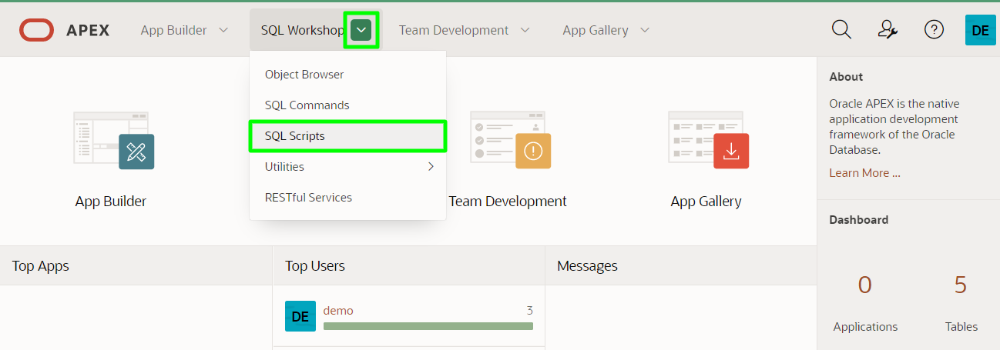 APEX
App Builder
SQL Workshop
Team Development
App Gallery
DE
Object Browser
SQL Commands
SQL Scripts
Utilities
RESTful Services
App Builder
Team Development
App Gallery
About
Oracle APEX is the native
application development
framework of the Oracle
Database.
Learn More ...
Dashboard
0
Applications
5
Tables
Top Apps
Top Users
DE
demo
3
Messages